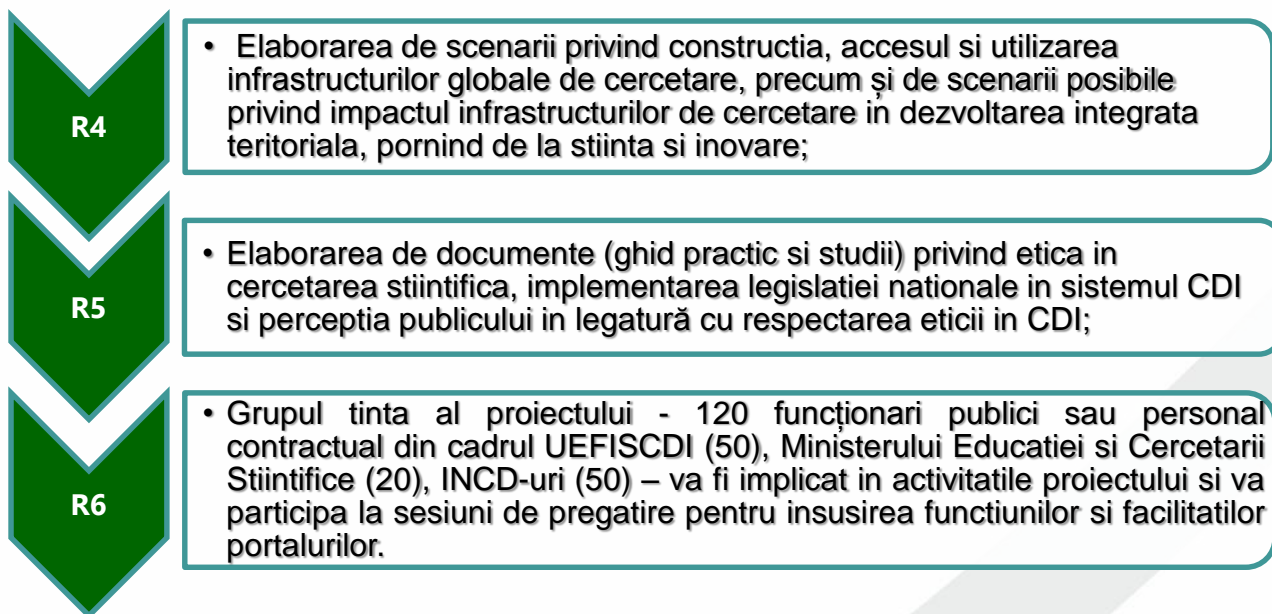 R4
• Elaborarea de scenarii privind constructia, accesul si utilizarea
infrastructurilor globale de cercetare, precum și de scenarii posibile
privind impactul infrastructurilor de cercetare in dezvoltarea integrata
teritoriala, pornind de la stiinta si inovare;
R5
• Elaborarea de documente (ghid practic si studii) privind etica in
cercetarea stiintifica, implementarea legislatiei nationale in sistemul CDI
si perceptia publicului in legatură cu respectarea eticii in CDI;
R6
• Grupul tinta al proiectului - 120 funcționari publici sau personal
contractual din cadrul UEFISCDI (50), Ministerului Educatiei si Cercetarii
Stiintifice (20), INCD-uri (50) – va fi implicat in activitatile proiectului si va
participa la sesiuni de pregatire pentru insusirea functiunilor si facilitatilor
portalurilor.